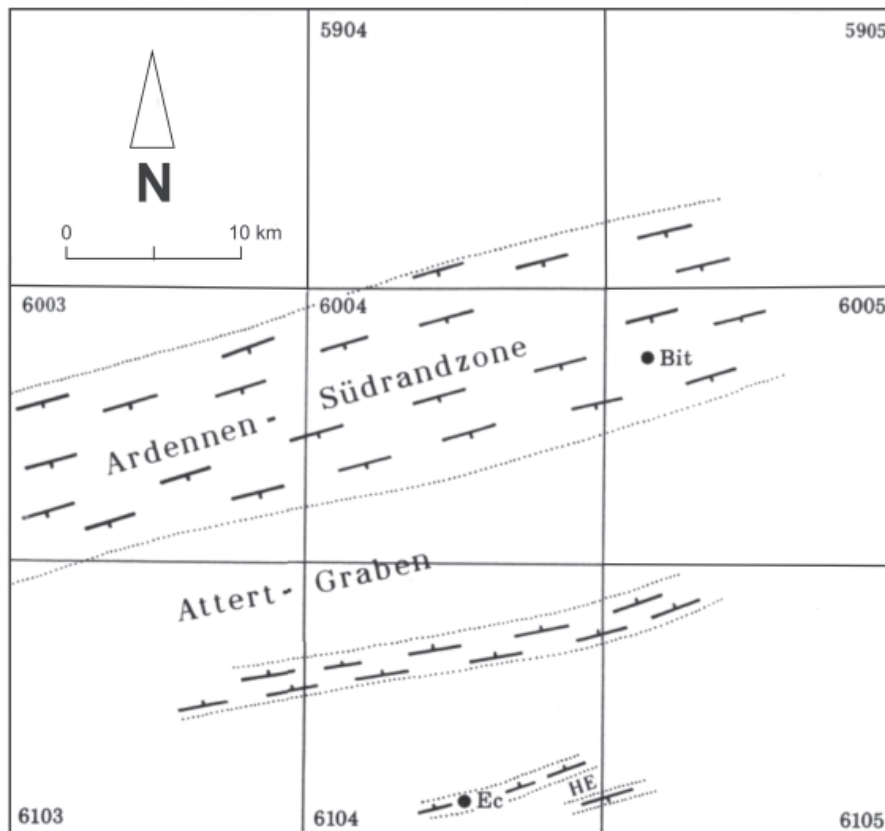 5904
5905
N
0 10 km
6003
6004
6005
Bit
Ardennen - Südrandzone
Attert - Graben
HE
Ec
6103
6104
6105